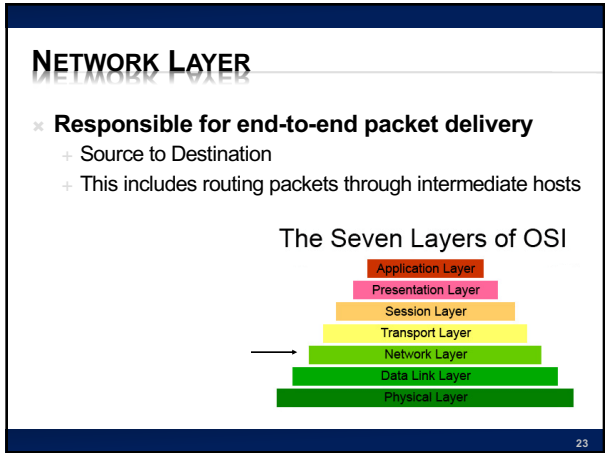 NETWORK LAYER
Responsible for end-to-end packet delivery
Source to Destination
This includes routing packets through intermediate hosts
The Seven Layers of OSI
Application Layer
Presentation Layer
Session Layer
Transport Layer
Network Layer
Data Link Layer
Physical Layer
23